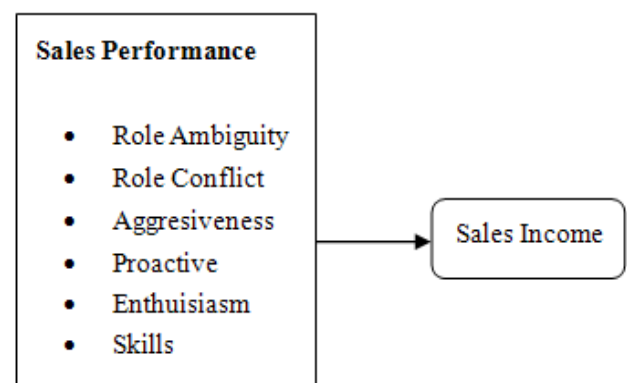 Sales Performance
• Role Ambiguity
• Role Conflict
• Aggresiveness
• Proactive
• Enthuisiasm
• Skills
Sales Income